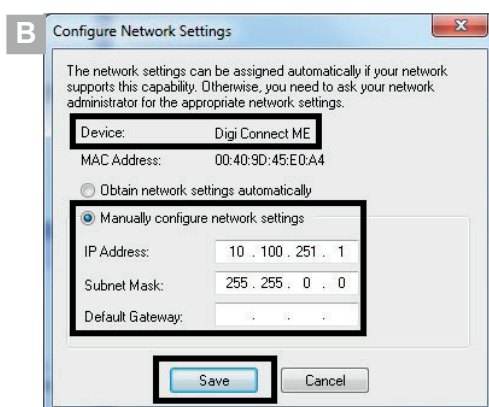 B
Configure Network Settings
The network settings can be assigned automatically if your network
supports this capability. Otherwise, you need to ask your network
administrator for the appropriate network settings.
Device: Digi Connect ME
MAC Address: 00:40:9D:45:E0:A4
Obtain network settings automatically
Manually configure network settings
IP Address: 10 . 100 . 251 . 1
Subnet Mask: 255 . 255 . 0 . 0
Default Gateway: . . .
Save Cancel